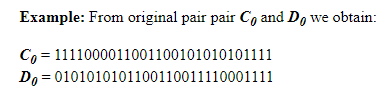 Example: From original pair pair C0 and D0 we obtain:
C0 = 1111000011001100101010101111
D0 = 0101010101100110011110001111